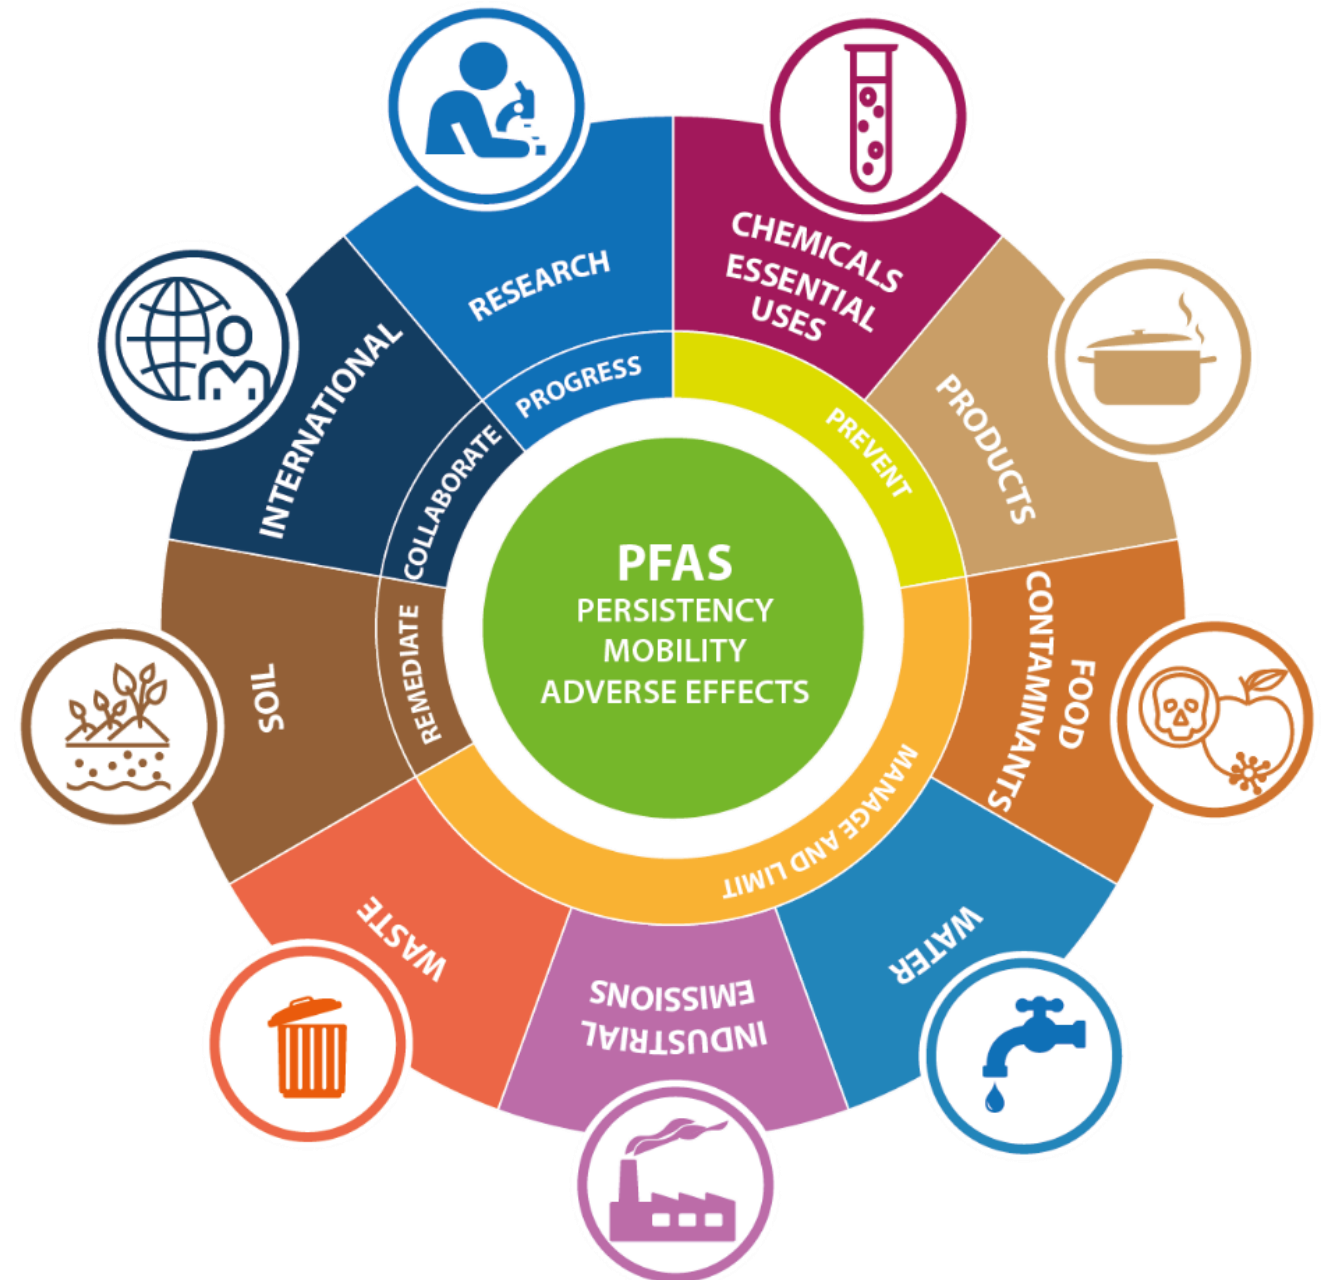 PFAS
PERSISTENCY
MOBILITY
ADVERSE EFFECTS
CHEMICALS
ESSENTIAL
USES
PRODUCTS
PREVENT
FOOD
CONTAMINANTS
WATER
INDUSTRIAL
EMISSIONS
WASTE
MANAGE AND LIMIT
SOIL
REMEDIATE
INTERNATIONAL
COLLABORATE
RESEARCH
PROGRESS